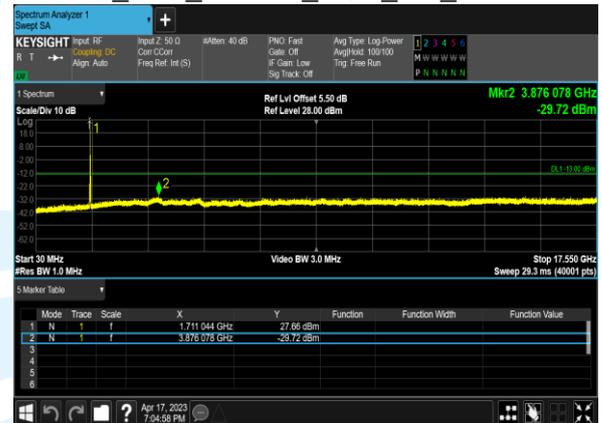 Spectrum Analyzer 1
Swept SA
KEYSIGHT Input: RF Input Z: 50 Ω #Atten: 40 dB PNO: Fast Avg Type: Log-Power 1 2 3 4 5 6
R T Coupling: DC Corr CCorr Gate: Off Avg|Hold: 100/100 M W W W W W
Align: Auto Freq Ref: Int (S) IF Gain: Low Trig: Free Run
Sig Track: Off P N N N N N
1 Spectrum
Scale/Div 10 dB
Ref Lvl Offset 5.50 dB
Ref Level 28.00 dBm
Mkr2 3.876 078 GHz
-29.72 dBm
Log
18.0
8.00
-2.00
-12.0
-22.0
-32.0
-42.0
-52.0
-62.0
1
2
DL1 -13.00 dBm
Start 30 MHz Video BW 3.0 MHz Stop 17.550 GHz
#Res BW 1.0 MHz Sweep 29.3 ms (40001 pts)
5 Marker Table
Mode Trace Scale X Y Function Function Width Function Value
1 N 1 f 1.711 044 GHz 27.66 dBm
2 N 1 f 3.876 078 GHz -29.72 dBm
3
4
5
6
Apr 17, 2023
7:04:58 PM